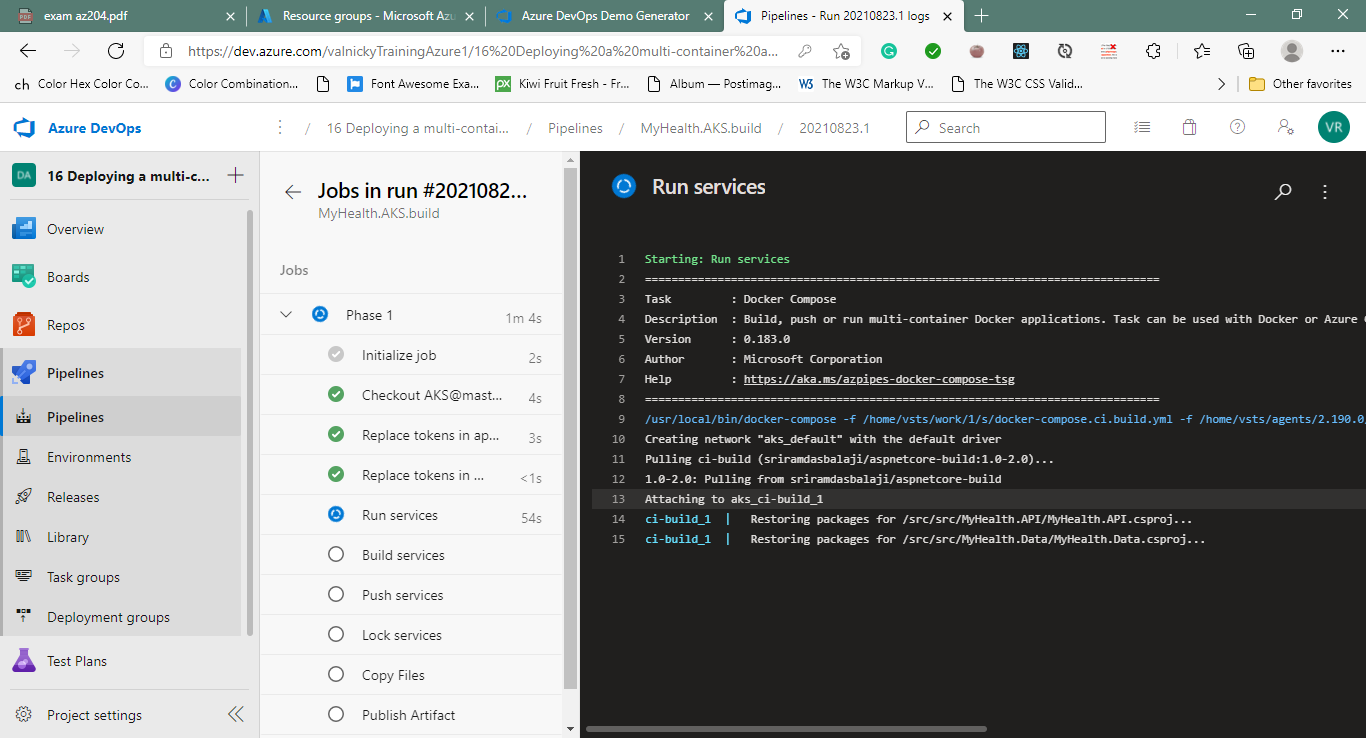 exam az204.pdf
Resource groups - Microsoft Azu
Azure DevOps Demo Generator
Pipelines - Run 20210823.1 logs
https://dev.azure.com/valnickyTrainingAzure1/16%20Deploying%20a%20multi-container%20a...
ch Color Hex Color Co...
Color Combination...
Font Awesome Exa...
Kiwi Fruit Fresh - Fr...
Album — Postimag...
The W3C Markup V...
The W3C CSS Valid...
Other favorites
Azure DevOps
/ 16 Deploying a multi-contai... / Pipelines / MyHealth.AKS.build / 20210823.1
Search
VR
DA
16 Deploying a multi-c...
Overview
Boards
Repos
Pipelines
Pipelines
Environments
Releases
Library
Task groups
Deployment groups
Test Plans
Project settings
Jobs in run #2021082...
MyHealth.AKS.build
Jobs
Phase 1 1m 4s
Initialize job 2s
Checkout AKS@mast... 4s
Replace tokens in ap... 3s
Replace tokens in ... <1s
Run services 54s
Build services
Push services
Lock services
Copy Files
Publish Artifact
Run services
1 Starting: Run services
2 ==============================================================================
3 Task : Docker Compose
4 Description : Build, push or run multi-container Docker applications. Task can be used with Docker or Azure
5 Version : 0.183.0
6 Author : Microsoft Corporation
7 Help : https://aka.ms/azpipes-docker-compose-tsg
8 ==============================================================================
9 /usr/local/bin/docker-compose -f /home/vsts/work/1/s/docker-compose.ci.build.yml -f /home/vsts/agents/2.190.0
10 Creating network "aks_default" with the default driver
11 Pulling ci-build (sriramdasbalaji/aspnetcore-build:1.0-2.0)...
12 1.0-2.0: Pulling from sriramdasbalaji/aspnetcore-build
13 Attaching to aks_ci-build_1
14 ci-build_1 | Restoring packages for /src/src/MyHealth.API/MyHealth.API.csproj...
15 ci-build_1 | Restoring packages for /src/src/MyHealth.Data/MyHealth.Data.csproj...